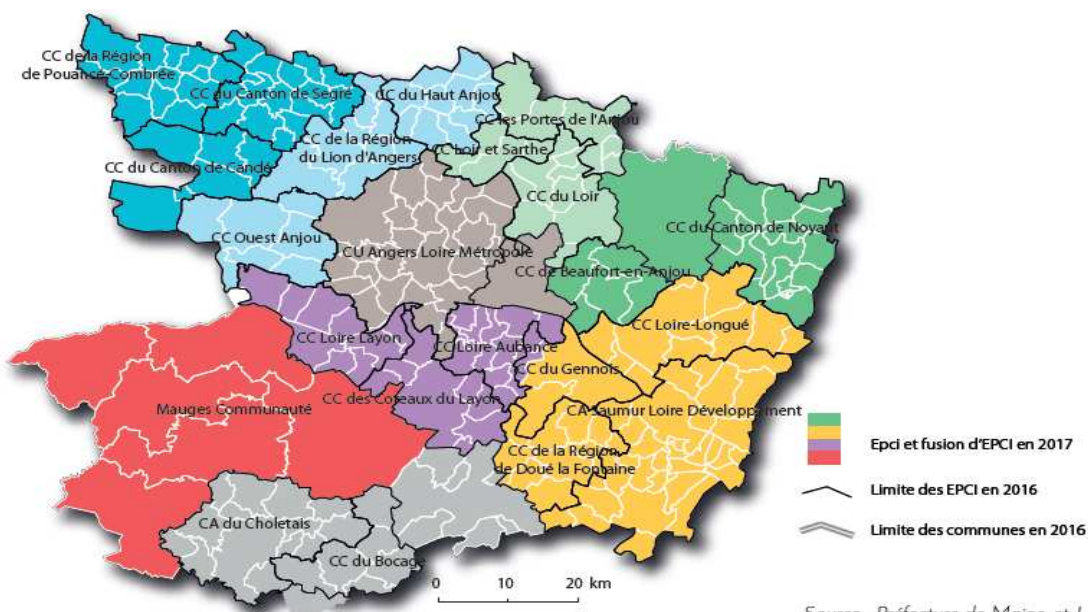 CC de la Région
de Pouancé-Combrée
CC du Canton de Segré
CC du Haut Anjou
CC les Portes de l'Anjou
CC de la Région
du Lion d'Angers
CC Loir et Sarthe
CC du Canton de Candé
CC du Loir
CC du Canton de Noyant
CC Ouest Anjou
CU Angers Loire Métropole
CC de Beaufort-en-Anjou
CC Loire-Longué
CC Loire Layon
CC Loire Aubance
CC du Gennois
CC des Coteaux du Layon
Mauges Communauté
CA Saumur Loire Développement
CC de la Région
de Doué la Fontaine
CA du Choletais
CC du Bocage
0 10 20 km
Epci et fusion d'EPCI en 2017
Limite des EPCI en 2016
Limite des communes en 2016